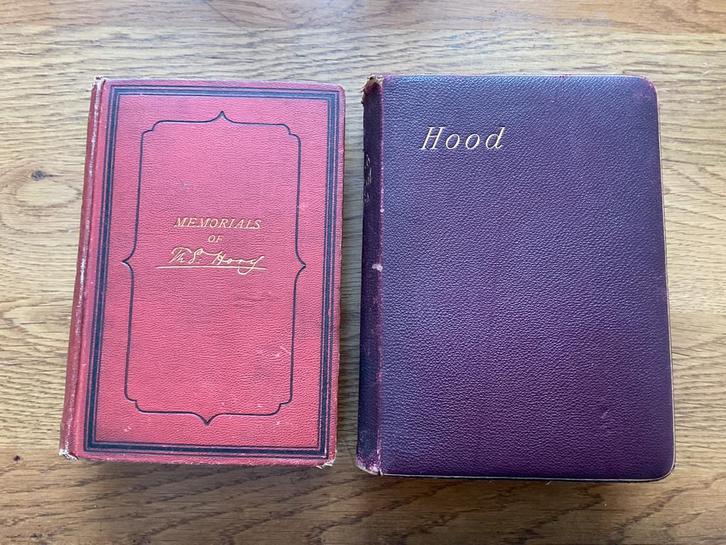 MEMORIALS
OF
Thos. Hood
Hood